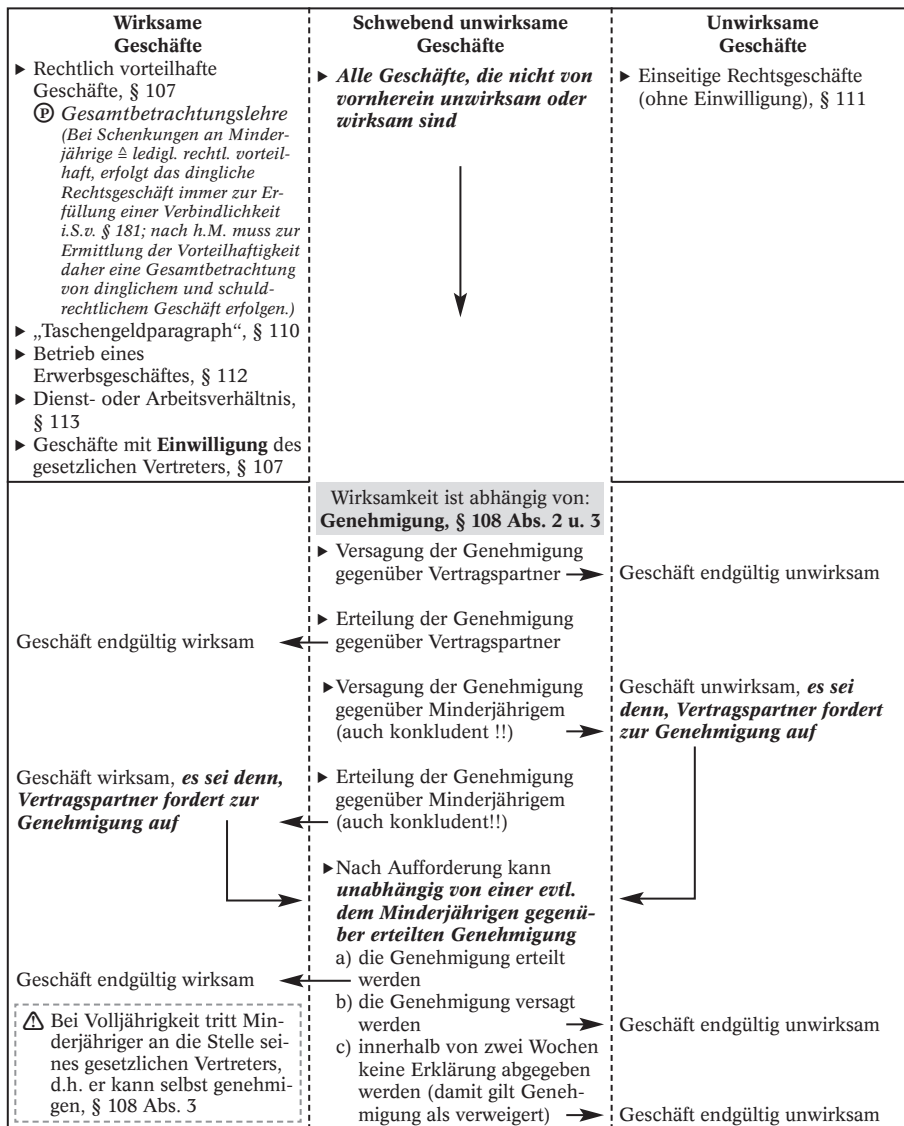 Wirksame
Geschäfte
▶ Rechtlich vorteilhafte
Geschäfte, § 107
Ⓟ Gesamtbetrachtungslehre
(Bei Schenkungen an Minder-
jährige ≙ ledigl. rechtl. vorteil-
haft, erfolgt das dingliche
Rechtsgeschäft immer zur Er-
füllung einer Verbindlichkeit
i.S.v. § 181; nach h.M. muss zur
Ermittlung der Vorteilhaftigkeit
daher eine Gesamtbetrachtung
von dinglichem und schuld-
rechtlichem Geschäft erfolgen.)
▶ „Taschengeldparagraph“, § 110
▶ Betrieb eines
Erwerbsgeschäftes, § 112
▶ Dienst- oder Arbeitsverhältnis,
§ 113
▶ Geschäfte mit Einwilligung des
gesetzlichen Vertreters, § 107
Schwebend unwirksame
Geschäfte
▶ Alle Geschäfte, die nicht von
vornherein unwirksam oder
wirksam sind
Unwirksame
Geschäfte
▶ Einseitige Rechtsgeschäfte
(ohne Einwilligung), § 111
Wirksamkeit ist abhängig von:
Genehmigung, § 108 Abs. 2 u. 3
▶ Versagung der Genehmigung
gegenüber Vertragspartner
Geschäft endgültig unwirksam
▶ Erteilung der Genehmigung
gegenüber Vertragspartner
Geschäft endgültig wirksam
▶ Versagung der Genehmigung
gegenüber Minderjährigem
(auch konkludent !!)
Geschäft unwirksam, es sei
denn, Vertragspartner fordert
zur Genehmigung auf
▶ Erteilung der Genehmigung
gegenüber Minderjährigem
(auch konkludent!!)
Geschäft wirksam, es sei denn,
Vertragspartner fordert zur
Genehmigung auf
▶ Nach Aufforderung kann
unabhängig von einer evtl.
dem Minderjährigen gegenü-
ber erteilten Genehmigung
a) die Genehmigung erteilt
werden
Geschäft endgültig wirksam
b) die Genehmigung versagt
werden
Geschäft endgültig unwirksam
c) innerhalb von zwei Wochen
keine Erklärung abgegeben
werden (damit gilt Geneh-
migung als verweigert)
Geschäft endgültig unwirksam
⚠ Bei Volljährigkeit tritt Min-
derjähriger an die Stelle sei-
nes gesetzlichen Vertreters,
d.h. er kann selbst genehmi-
gen, § 108 Abs. 3